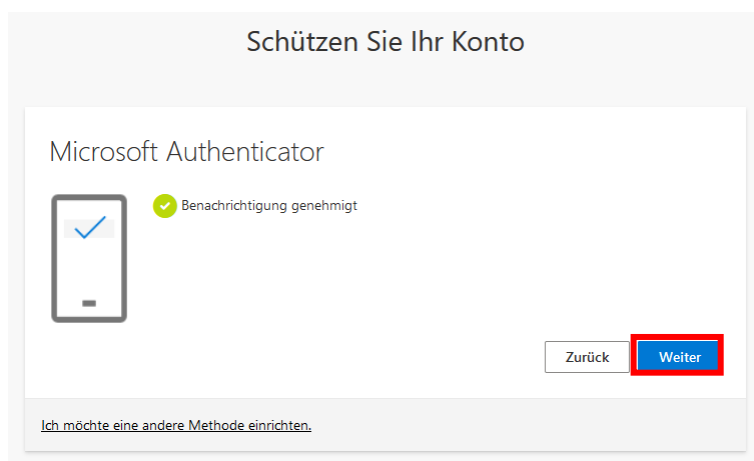 Schützen Sie Ihr Konto
Microsoft Authenticator
Benachrichtigung genehmigt
Zurück
Weiter
Ich möchte eine andere Methode einrichten.